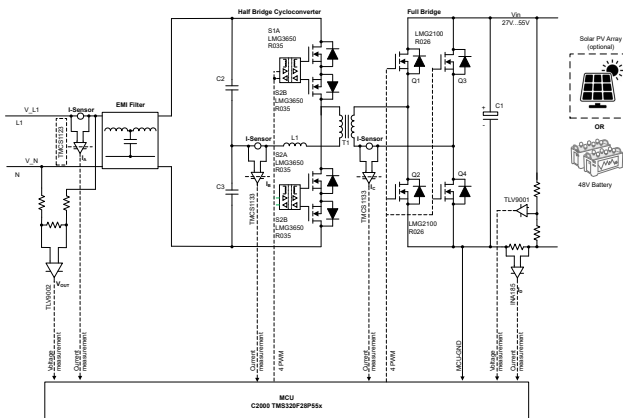 Half Bridge Cycloconverter
Full Bridge
S1A
LMG3650
R035
LMG2100
R026
Vin
27V...55V
Solar PV Array
(optional)
C2
S2B
LMG3650
R035
Q1
Q3
C1
+
-
EMI Filter
V_L1
I-Sensor
L1
TMCS1123
I-Sensor
L1
T1
I-Sensor
OR
V_N
N
C3
S2A
LMG3650
R035
TMCS1133
TMCS1133
Q2
Q4
TLV9001
48V Battery
S2B
LMG3650
R035
LMG2100
R026
VOUT
TLV9002
INA185
Voltage
measurement
Current
measurement
Current
measurement
4 PWM
Current
measurement
4 PWM
MCU-GND
Voltage
measurement
Current
measurement
MCU
C2000 TMS320F28P55x